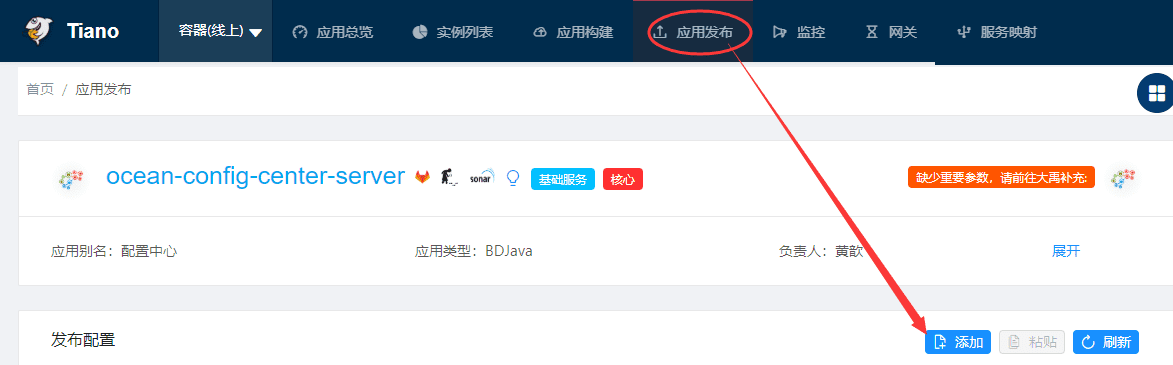 Tiano 容器(线上) 应用总览 实例列表 应用构建 应用发布 监控 网关 服务映射
首页 / 应用发布
ocean-config-center-server sonar 基础服务 核心 缺少重要参数，请前往大再补充:
应用别名：配置中心 应用类型：BDJava 负责人：黄歆 展开
发布配置 添加 粘贴 刷新